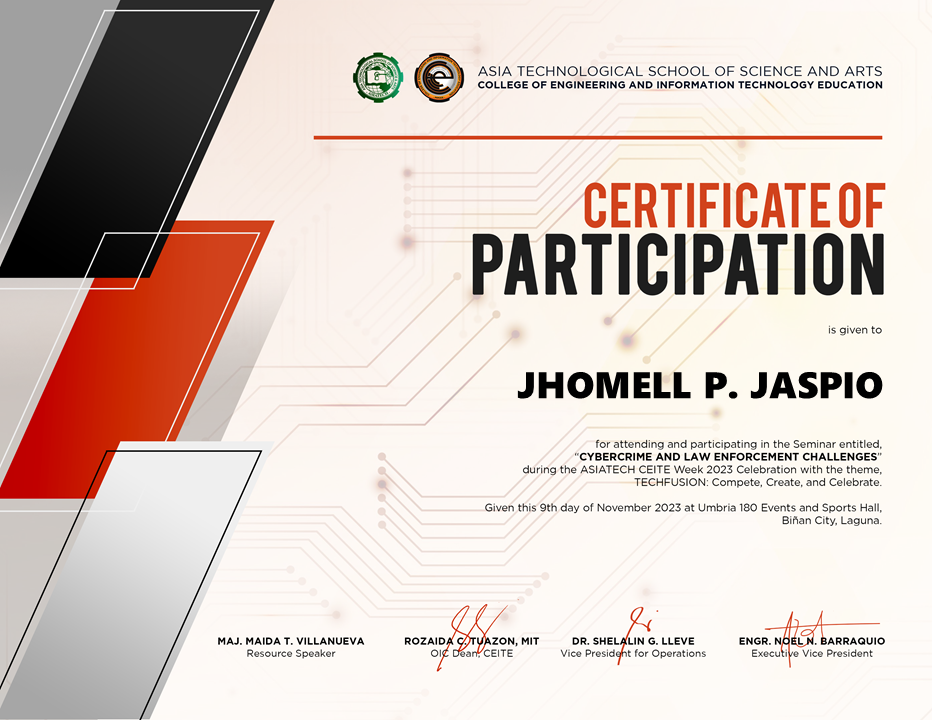 ASIA TECHNOLOGICAL SCHOOL OF SCIENCE AND ARTS
COLLEGE OF ENGINEERING AND INFORMATION TECHNOLOGY EDUCATION
CERTIFICATE OF
PARTICIPATION
is given to
JHOMELL P. JASPIO
for attending and participating in the Seminar entitled,
“CYBERCRIME AND LAW ENFORCEMENT CHALLENGES”
during the ASIATECH CEITE Week 2023 Celebration with the theme,
TECHFUSION: Compete, Create, and Celebrate.
Given this 9th day of November 2023 at Umbria 180 Events and Sports Hall,
Biñan City, Laguna.
MAJ. MAIDA T. VILLANUEVA
Resource Speaker
ROZAIDA C. TUAZON, MIT
OIC Dean, CEITE
DR. SHELALIN G. LLEVE
Vice President for Operations
ENGR. NOEL N. BARRAQUIO
Executive Vice President